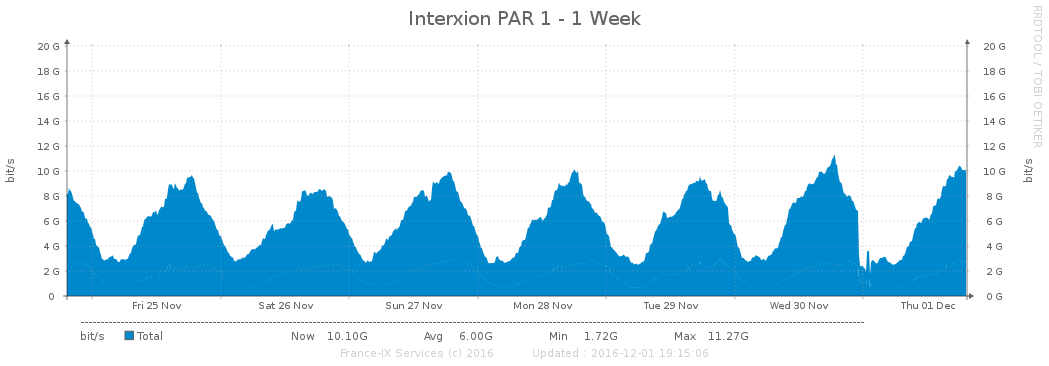 Interxion PAR 1 - 1 Week
RRDTOOL / TOBI OETIKER
bit/s
20 G 20 G
18 G 18 G
16 G 16 G
14 G 14 G
12 G 12 G
10 G 10 G
8 G 8 G
6 G 6 G
4 G 4 G
2 G 2 G
0 0 G
bit/s
Fri 25 Nov Sat 26 Nov Sun 27 Nov Mon 28 Nov Tue 29 Nov Wed 30 Nov Thu 01 Dec
bit/s Total Now 10.10G Avg 6.00G Min 1.72G Max 11.27G
France-IX Services (c) 2016 Updated : 2016-12-01 19:15:06